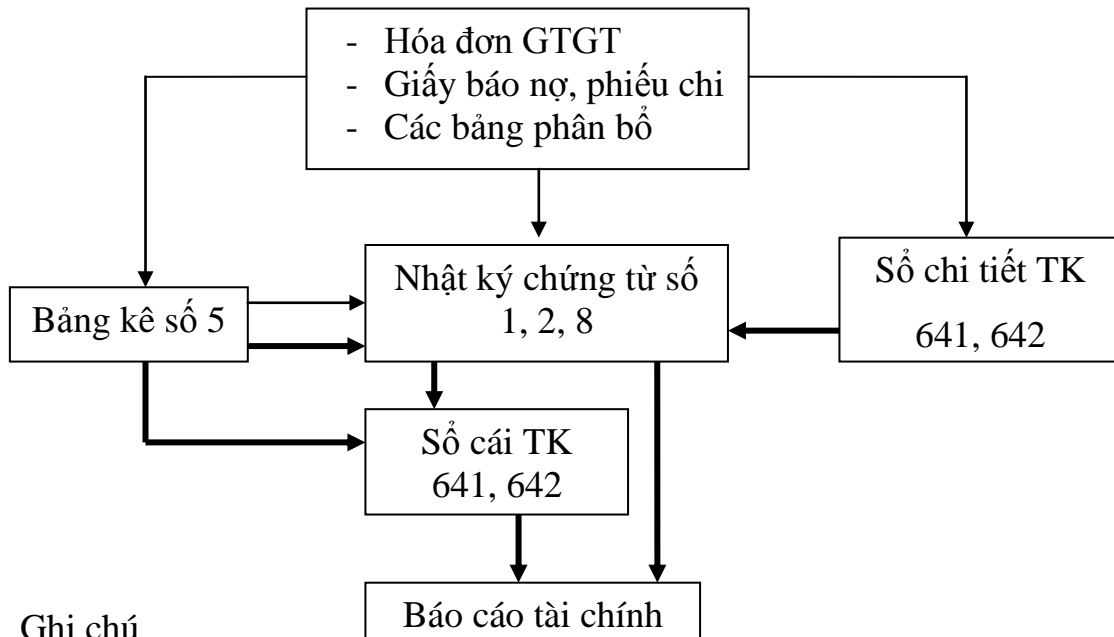 - Hóa đơn GTGT
- Giấy báo nợ, phiếu chi
- Các bảng phân bổ
Nhật ký chứng từ số
1, 2, 8
Sổ chi tiết TK
641, 642
Bảng kê số 5
Sổ cái TK
641, 642
Báo cáo tài chính
Ghi chú